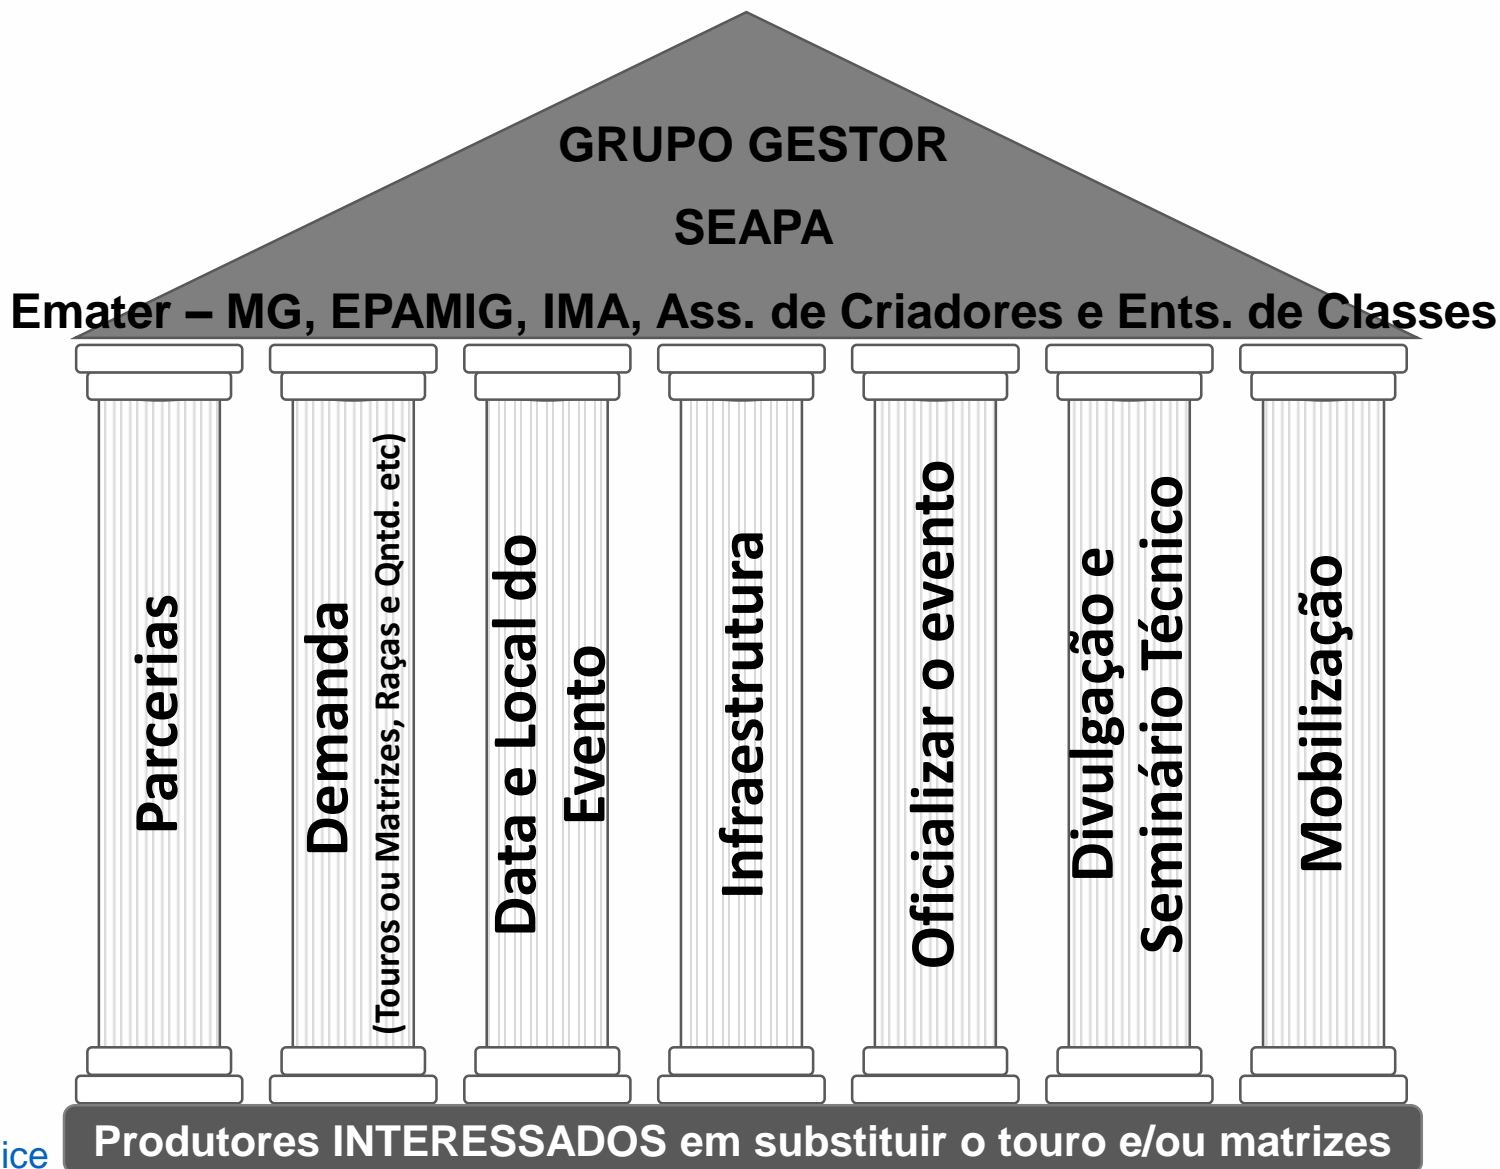 GRUPO GESTOR
SEAPA
Emater – MG, EPAMIG, IMA, Ass. de Criadores e Ents. de Classes
Parcerias
Demanda
(Touros ou Matrizes, Raças e Qntd. etc)
Data e Local do
Evento
Infraestrutura
Oficializar o evento
Divulgação e
Seminário Técnico
Mobilização
Produtores INTERESSADOS em substituir o touro e/ou matrizes
ice